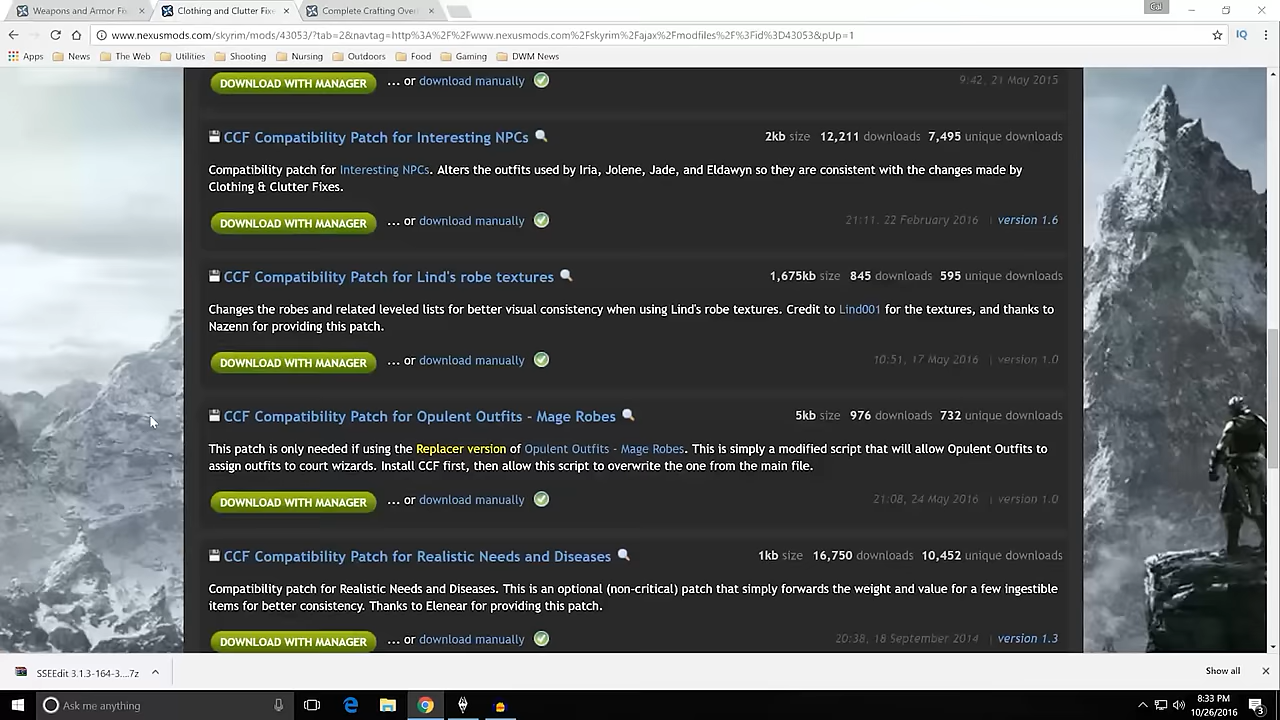 Weapons and Armor Fi
Clothing and Clutter Fixe
Complete Crafting Over
Cal
www.nexusmods.com/skyrim/mods/43053/?tab=2&navtag=http%3A%2F%2Fwww.nexusmods.com%2Fskyrim%2Fajax%2Fmodfiles%2F%3Fid%3D43053&pUp=1
IQ
Apps News The Web Utilities Shooting Nursing Outdoors Food Gaming DWM News
DOWNLOAD WITH MANAGER ... or download manually 9:42, 21 May 2015
CCF Compatibility Patch for Interesting NPCs 2kb size 12,211 downloads 7,495 unique downloads
Compatibility patch for Interesting NPCs. Alters the outfits used by Iria, Jolene, Jade, and Eldawyn so they are consistent with the changes made by
Clothing & Clutter Fixes.
DOWNLOAD WITH MANAGER ... or download manually 21:11, 22 February 2016 | version 1.6
CCF Compatibility Patch for Lind's robe textures 1,675kb size 845 downloads 595 unique downloads
Changes the robes and related leveled lists for better visual consistency when using Lind's robe textures. Credit to Lind001 for the textures, and thanks to
Nazenn for providing this patch.
DOWNLOAD WITH MANAGER ... or download manually 10:51, 17 May 2016 | version 1.0
CCF Compatibility Patch for Opulent Outfits - Mage Robes 5kb size 976 downloads 732 unique downloads
This patch is only needed if using the Replacer version of Opulent Outfits - Mage Robes. This is simply a modified script that will allow Opulent Outfits to
assign outfits to court wizards. Install CCF first, then allow this script to overwrite the one from the main file.
DOWNLOAD WITH MANAGER ... or download manually 21:08, 24 May 2016 | version 1.0
CCF Compatibility Patch for Realistic Needs and Diseases 1kb size 16,750 downloads 10,452 unique downloads
Compatibility patch for Realistic Needs and Diseases. This is an optional (non-critical) patch that simply forwards the weight and value for a few ingestible
items for better consistency. Thanks to Elenear for providing this patch.
DOWNLOAD WITH MANAGER ... or download manually 20:38, 18 September 2014 | version 1.3
SSEEdit 3.1.3-164-3....7z
Show all
Ask me anything
8:33 PM
10/26/2016
3